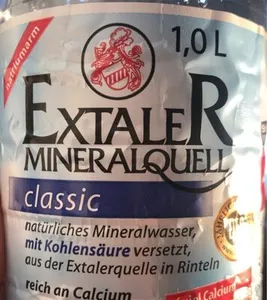 natriumarm
1,0 L
EXTALER
MINERALQUELL
classic
natürliches Mineralwasser,
mit Kohlensäure versetzt,
aus der Extalerquelle in Rinteln
reich an Calcium
Calcium